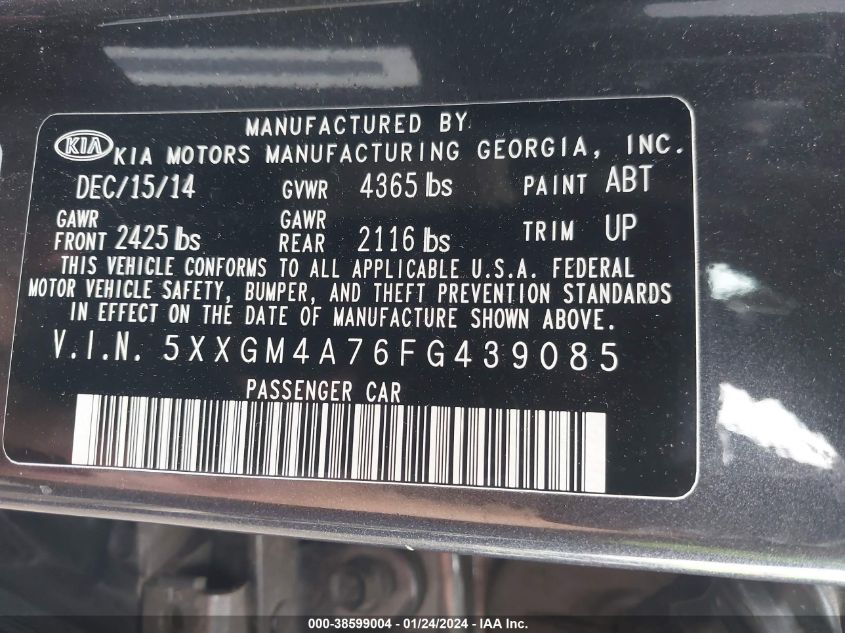 MANUFACTURED BY
KIA KIA MOTORS MANUFACTURING GEORGIA, INC.
DEC/15/14 GVWR 4365 lbs PAINT ABT
GAWR FRONT 2425 lbs GAWR REAR 2116 lbs TRIM UP
THIS VEHICLE CONFORMS TO ALL APPLICABLE U.S.A. FEDERAL
MOTOR VEHICLE SAFETY, BUMPER, AND THEFT PREVENTION STANDARDS
IN EFFECT ON THE DATE OF MANUFACTURE SHOWN ABOVE.
V.I.N. 5XXGM4A76FG439085
PASSENGER CAR
000-38599004 - 01/24/2024 - IAA Inc.